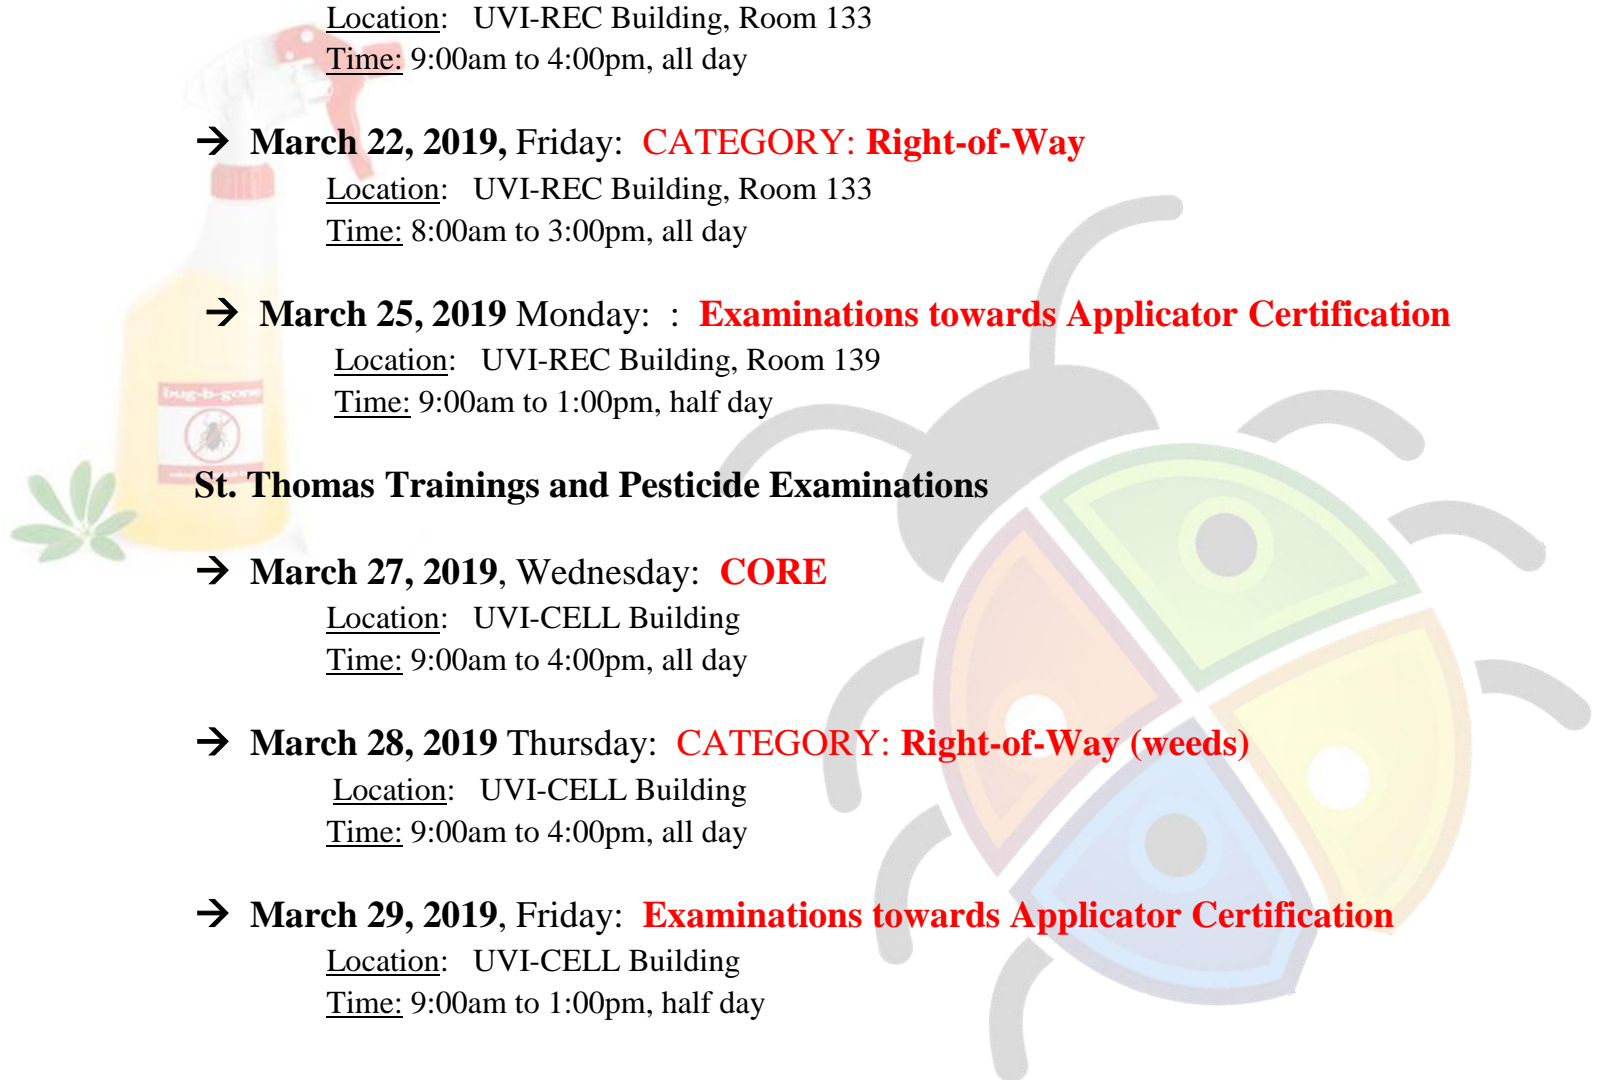 Location: UVI-REC Building, Room 133
Time: 9:00am to 4:00pm, all day
→ March 22, 2019, Friday: CATEGORY: Right-of-Way
Location: UVI-REC Building, Room 133
Time: 8:00am to 3:00pm, all day
→ March 25, 2019 Monday: : Examinations towards Applicator Certification
Location: UVI-REC Building, Room 139
Time: 9:00am to 1:00pm, half day
bug-b-gone
St. Thomas Trainings and Pesticide Examinations
→ March 27, 2019, Wednesday: CORE
Location: UVI-CELL Building
Time: 9:00am to 4:00pm, all day
→ March 28, 2019 Thursday: CATEGORY: Right-of-Way (weeds)
Location: UVI-CELL Building
Time: 9:00am to 4:00pm, all day
→ March 29, 2019, Friday: Examinations towards Applicator Certification
Location: UVI-CELL Building
Time: 9:00am to 1:00pm, half day